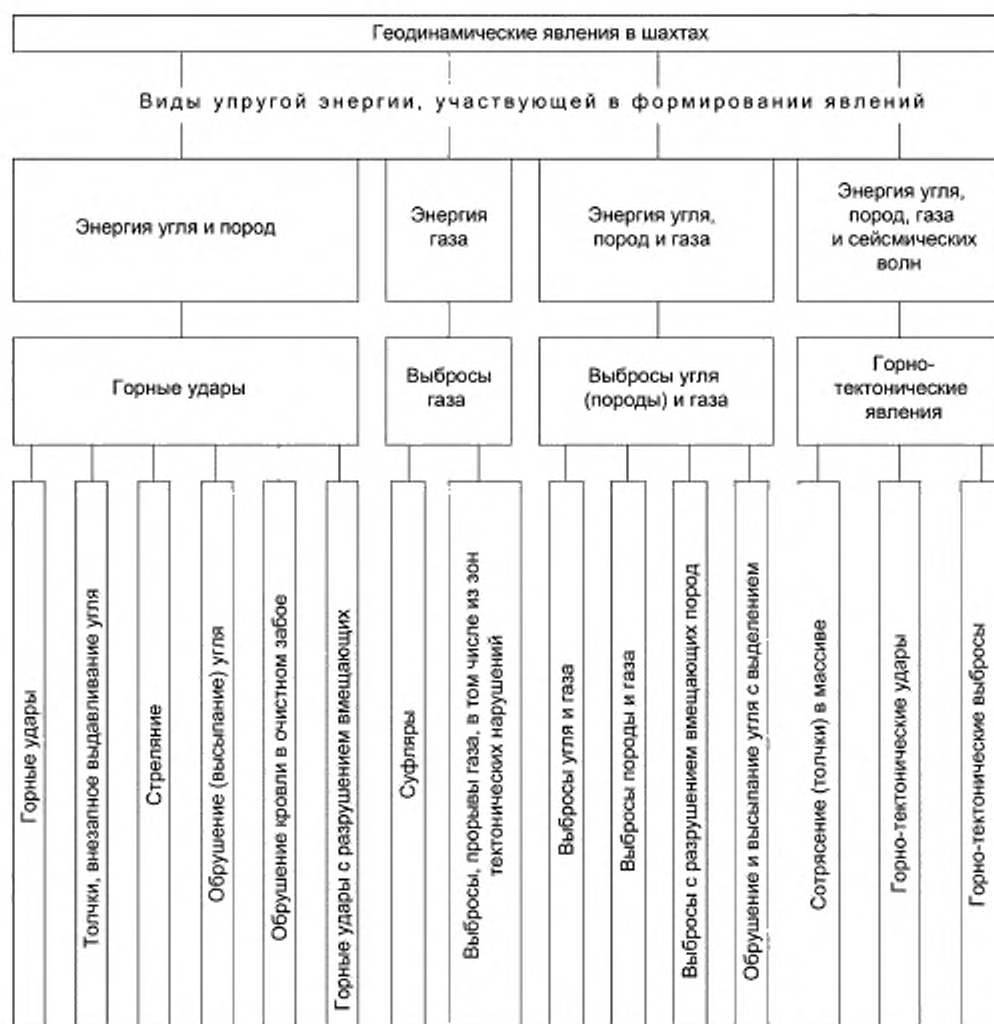 Геодинамические явления в шахтах
Виды упругой энергии, участвующей в формировании явлений
Энергия угля и пород
Энергия
газа
Энергия угля,
пород и газа
Энергия угля,
пород, газа
и сейсмических
волн
Горные удары
Выбросы
газа
Выбросы угля
(породы) и газа
Горно-
тектонические
явления
Горные удары
Толчки, внезапное выдавливание угля
Стреляние
Обрушение (высыпание) угля
Обрушение кровли в очистном забое
Горные удары с разрушением вмещающих
Суфляры
Выбросы, прорывы газа, в том числе из зон
тектонических нарушений
Выбросы угля и газа
Выбросы породы и газа
Выбросы с разрушением вмещающих пород
Обрушение и высыпание угля с выделением
Сотрясение (толчки) в массиве
Горно-тектонические удары
Горно-тектонические выбросы